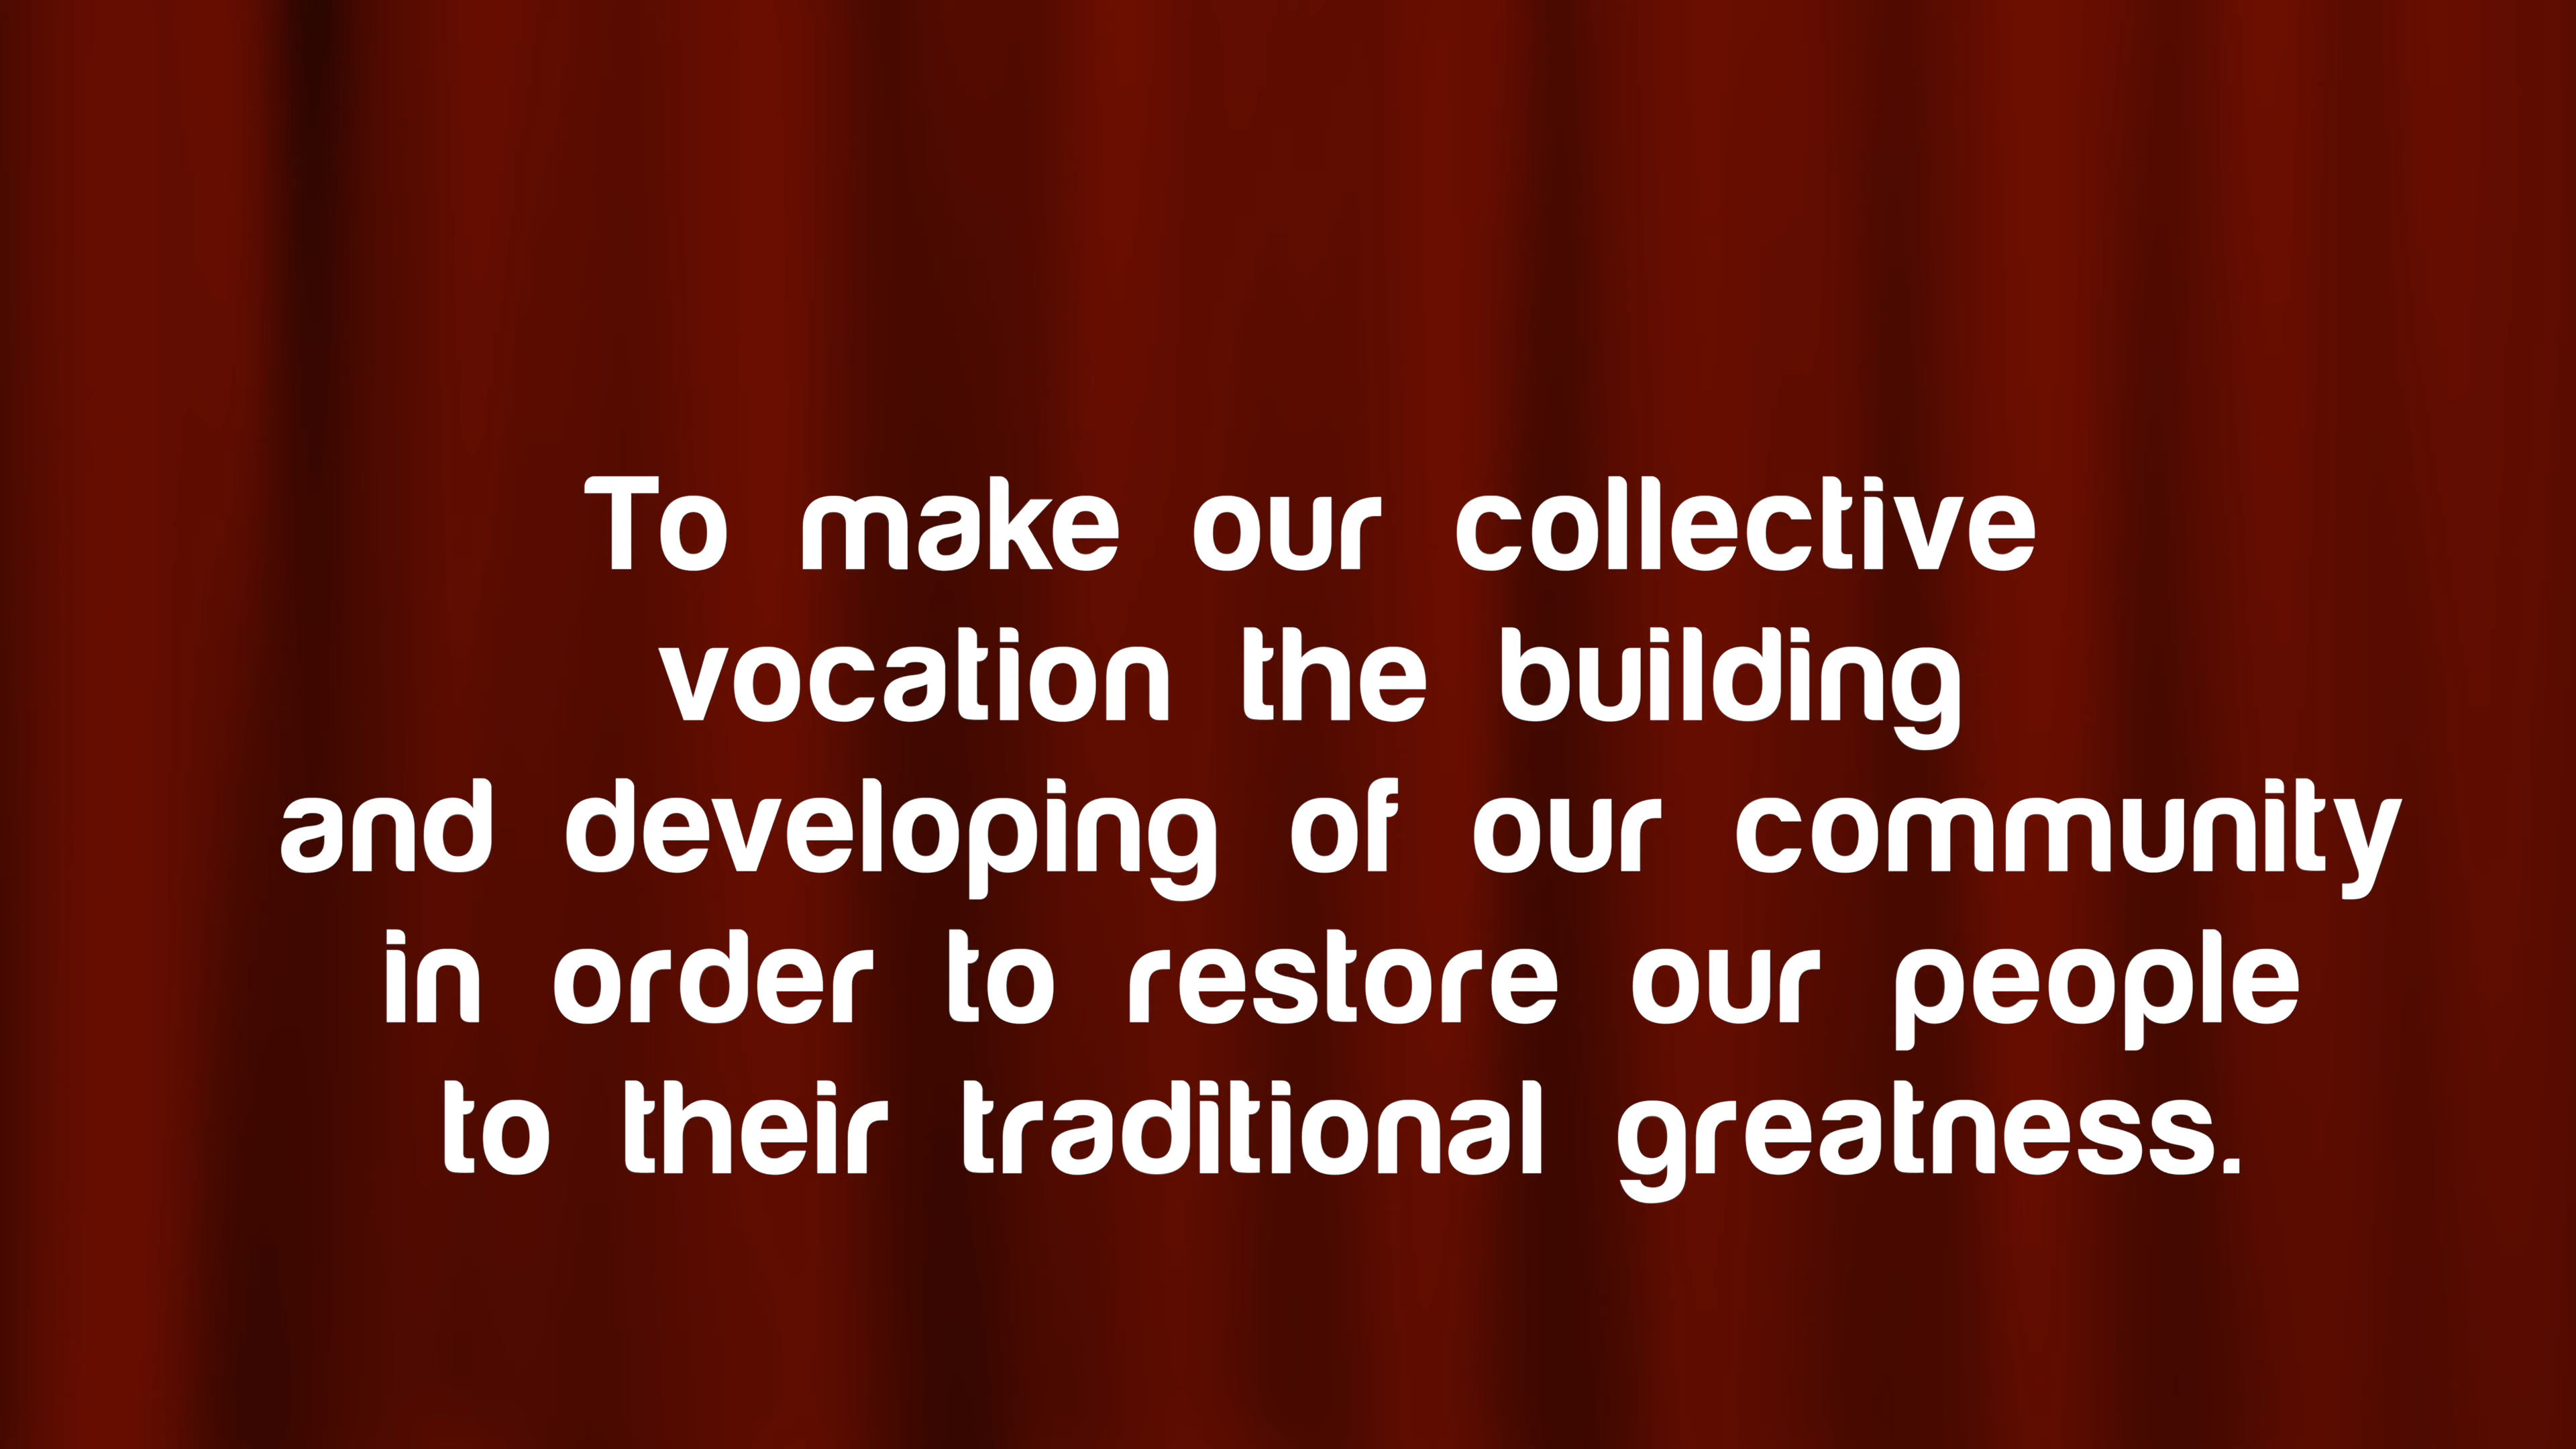 To make our collective
vocation the building
and developing of our community
in order to restore our people
to their traditional greatness.